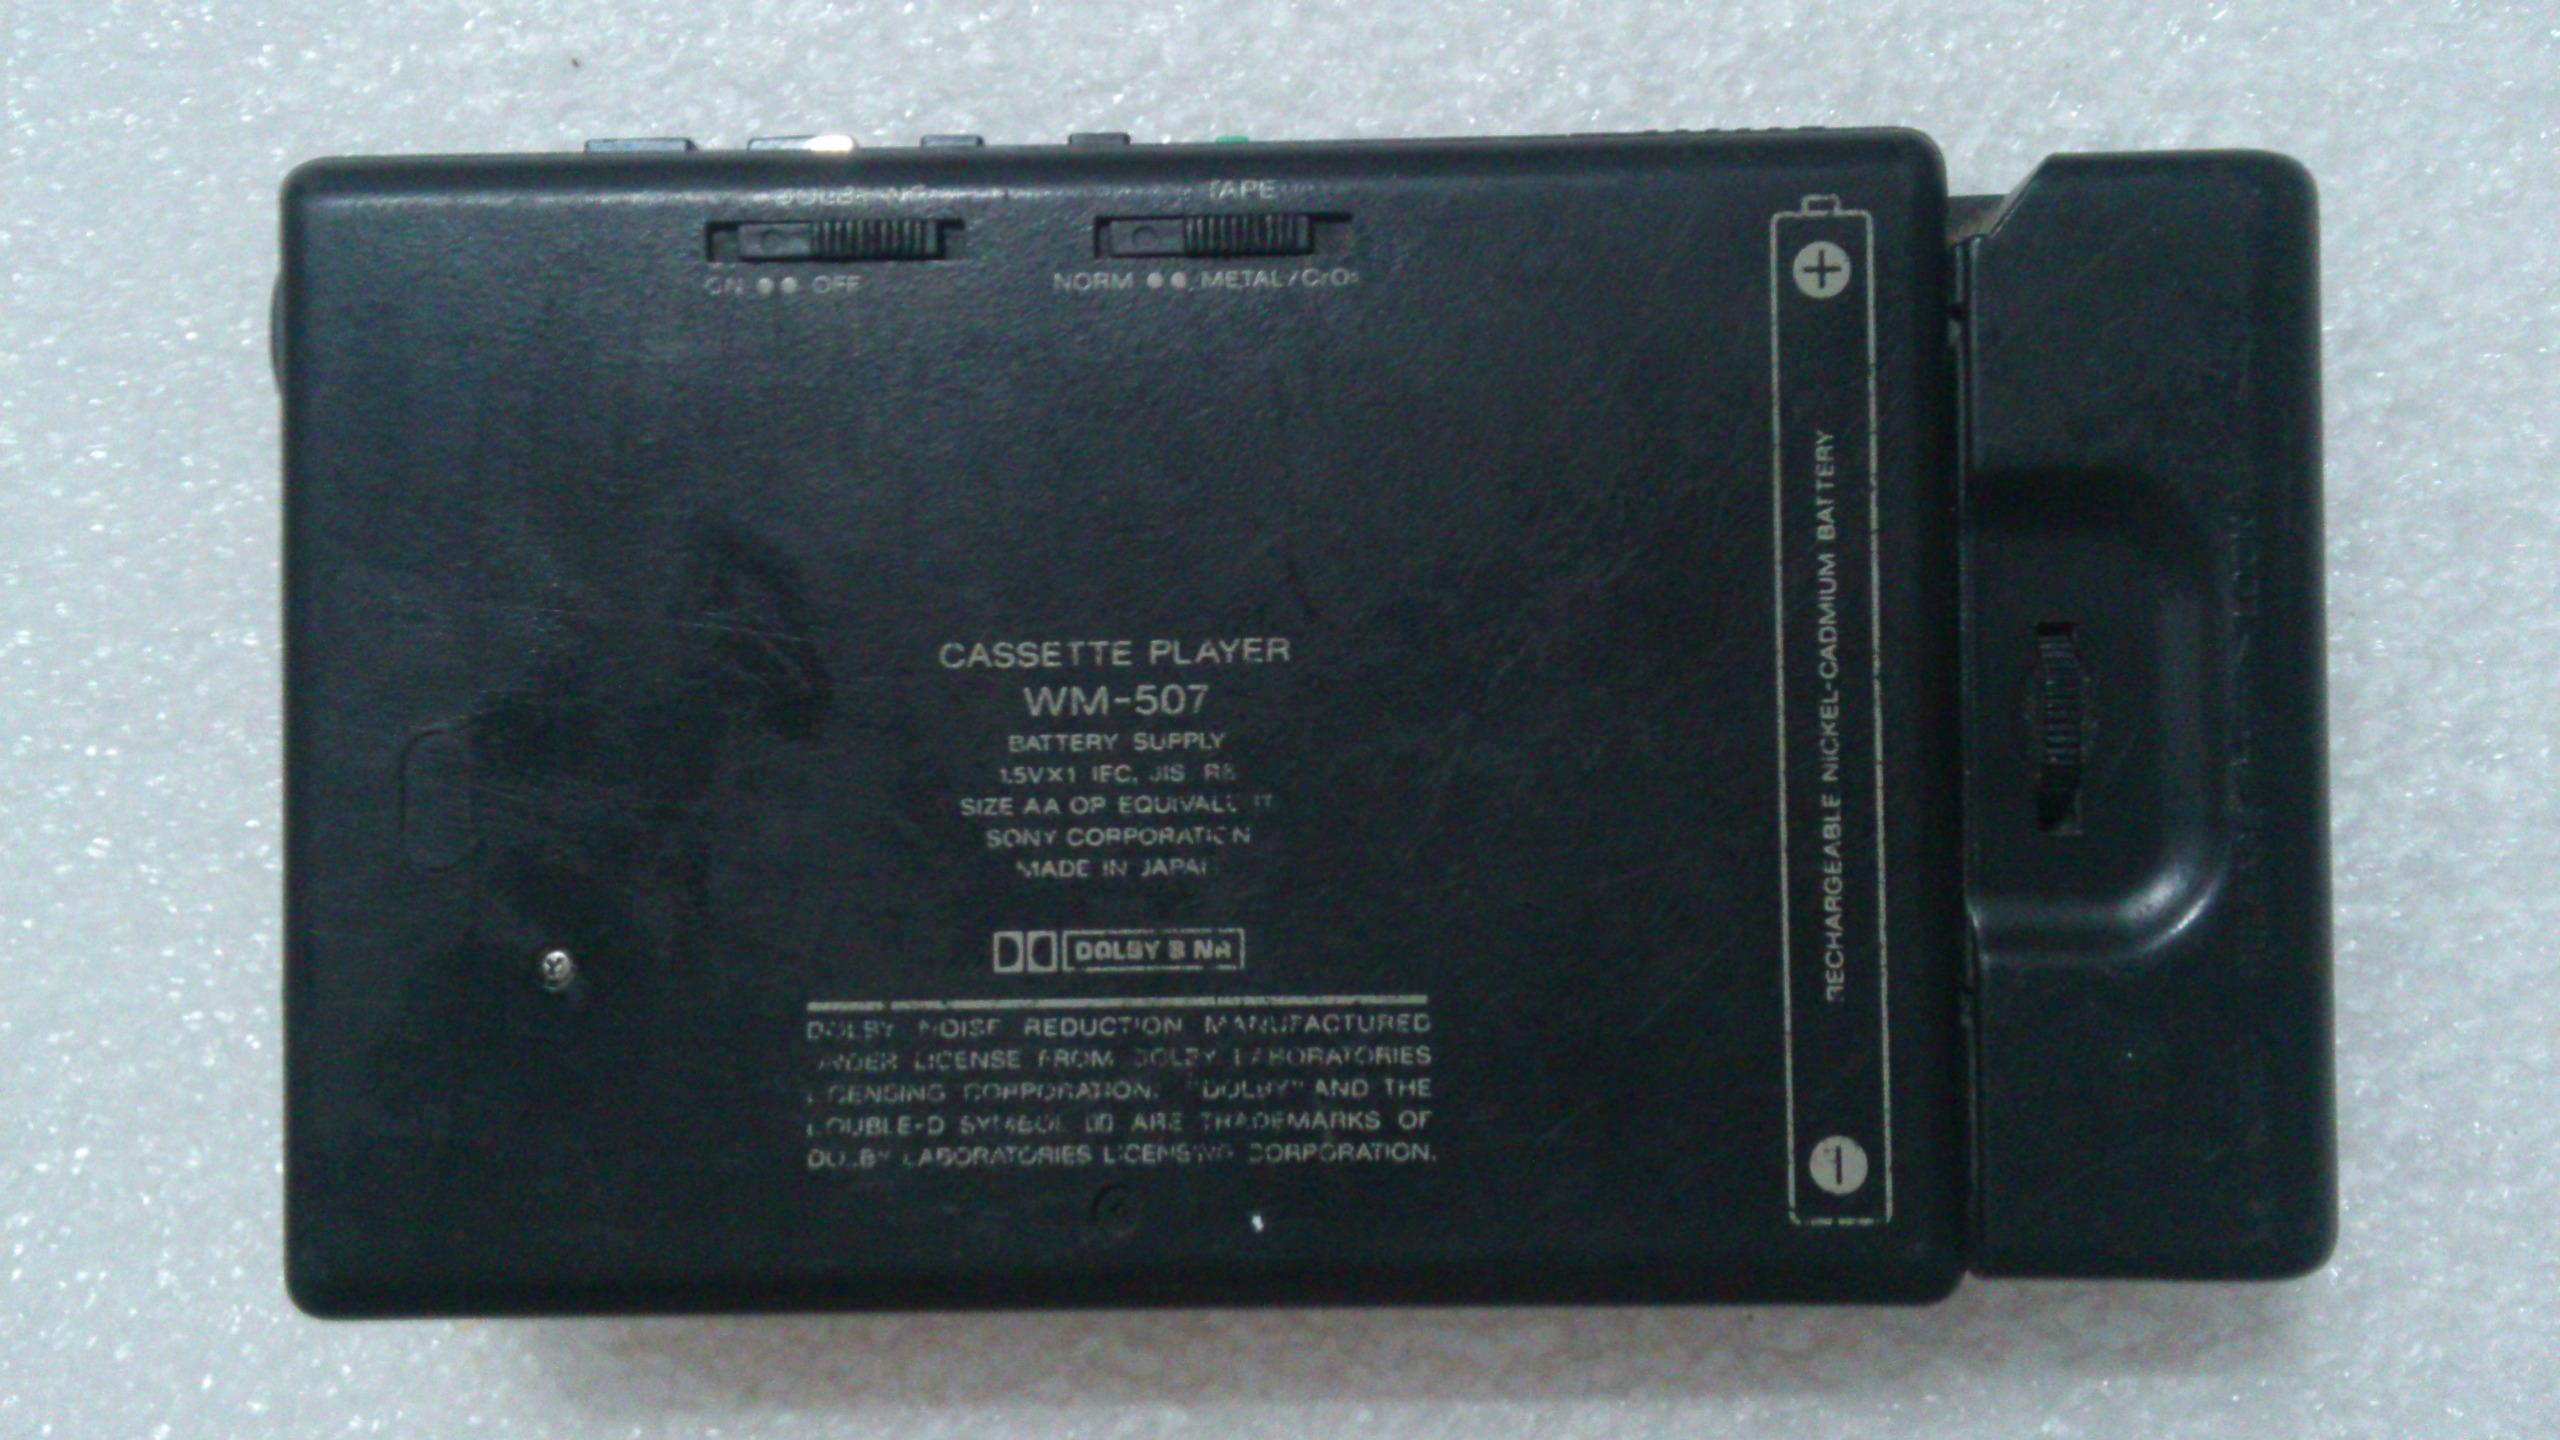 TAPE
ON OFF
NORM METAL/CrO₂
CASSETTE PLAYER
WM-507
BATTERY SUPPLY
1.5V×1 IEC, JIS R6
SIZE AA OR EQUIVALENT
SONY CORPORATION
MADE IN JAPAN
DOLBY B NR
DOLBY NOISE REDUCTION MANUFACTURED
UNDER LICENSE FROM DOLBY LABORATORIES
LICENSING CORPORATION. "DOLBY" AND THE
DOUBLE-D SYMBOL ARE TRADEMARKS OF
DOLBY LABORATORIES LICENSING CORPORATION.
+
RECHARGEABLE NICKEL-CADMIUM BATTERY
−